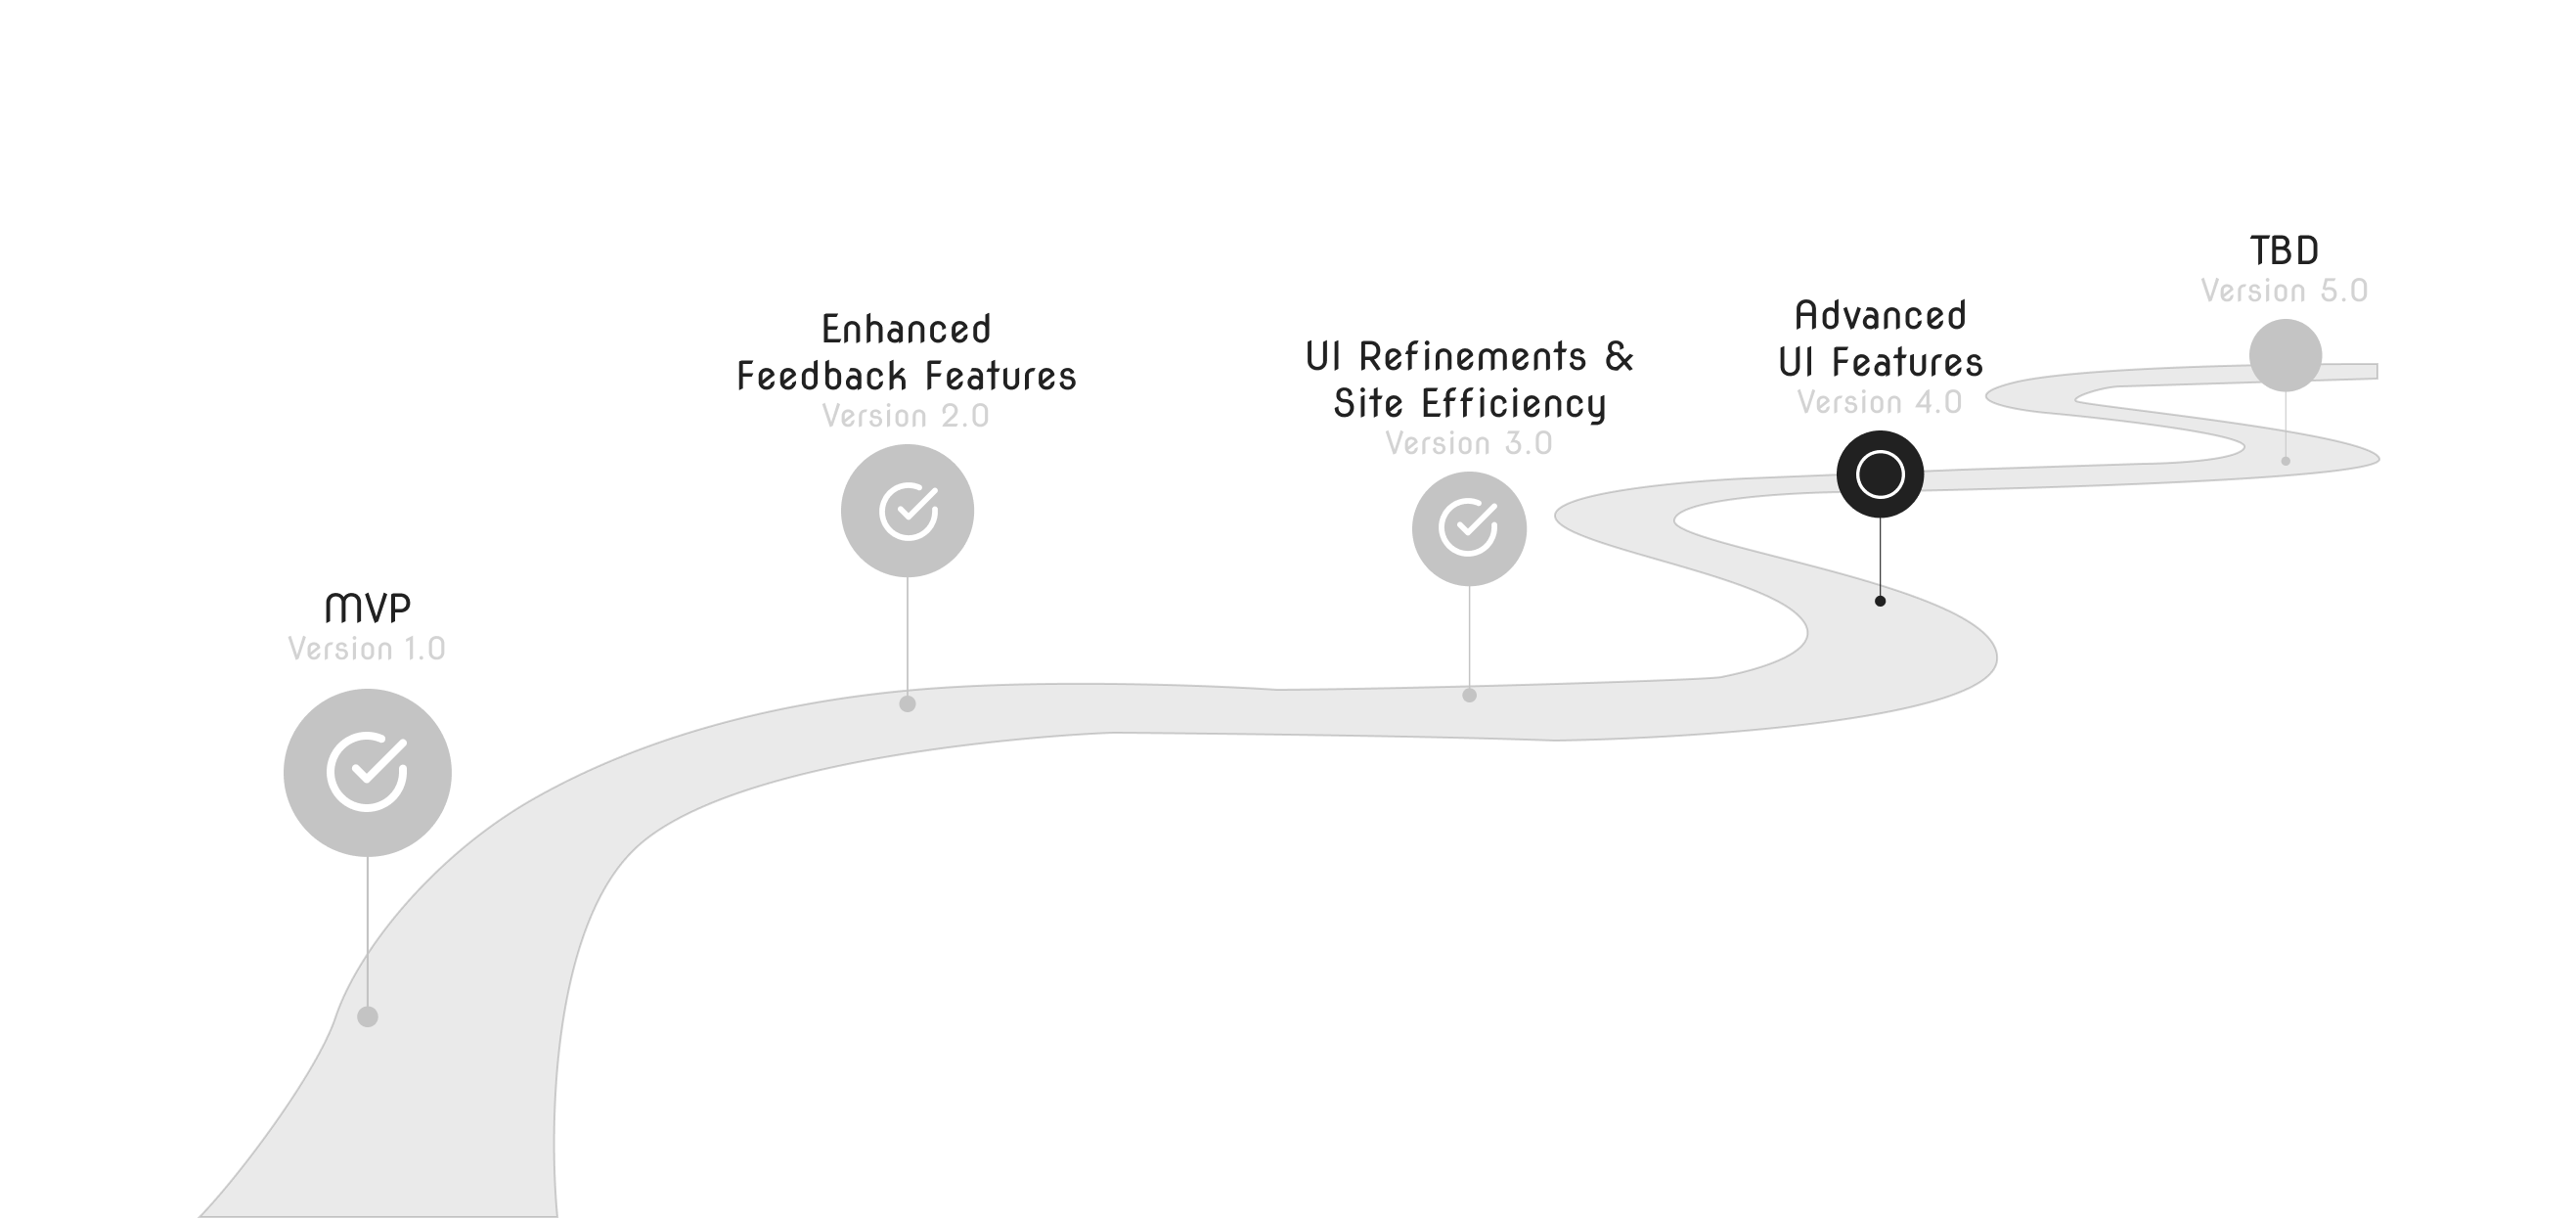 MVP
Version 1.0
Enhanced
Feedback Features
Version 2.0
UI Refinements &
Site Efficiency
Version 3.0
Advanced
UI Features
Version 4.0
TBD
Version 5.0